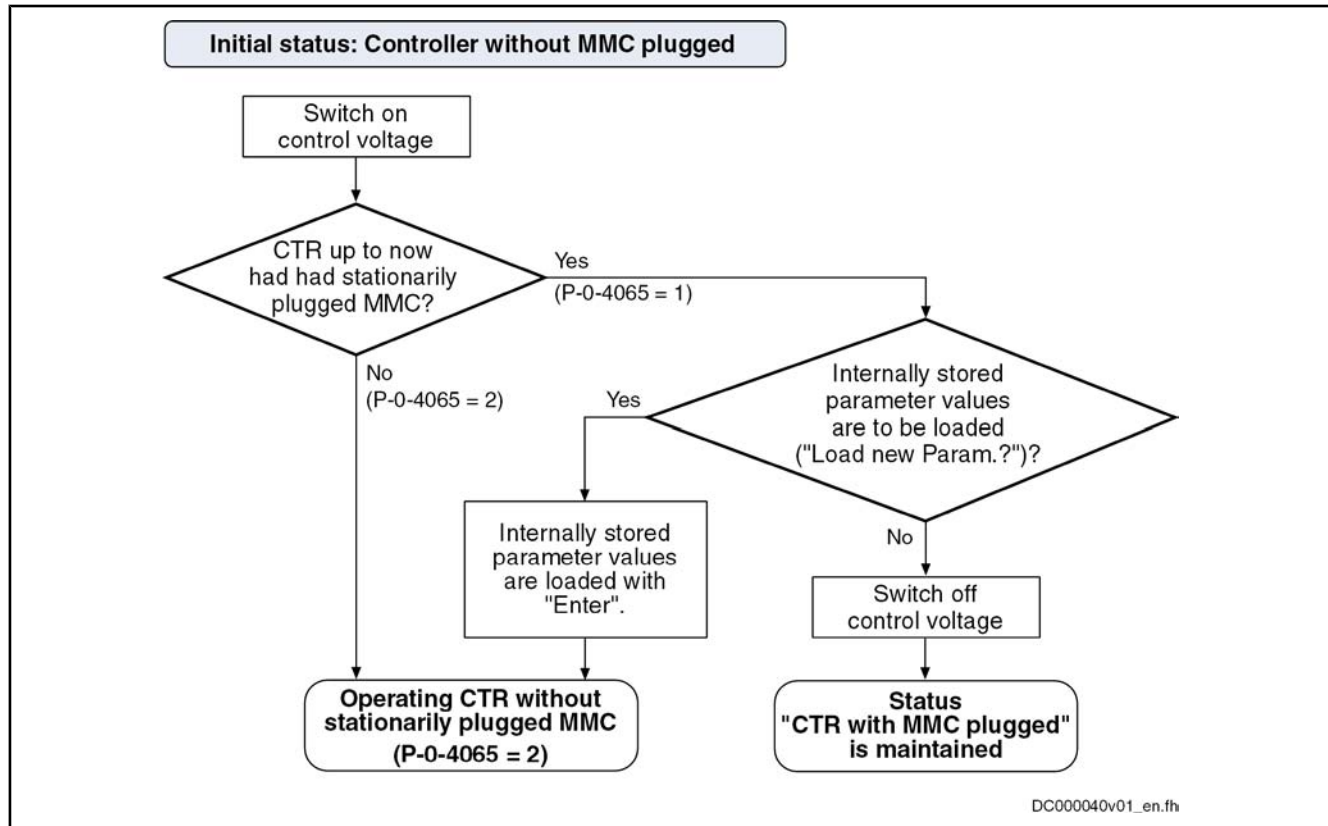 Initial status: Controller without MMC plugged
Switch on
control voltage
CTR up to now
had had stationarily
plugged MMC?
Yes
(P-0-4065 = 1)
No
(P-0-4065 = 2)
Internally stored
parameter values
are to be loaded
("Load new Param.?")?
Yes
Internally stored
parameter values
are loaded with
"Enter".
No
Switch off
control voltage
Operating CTR without
stationarily plugged MMC
(P-0-4065 = 2)
Status
"CTR with MMC plugged"
is maintained
DC000040v01_en.fh